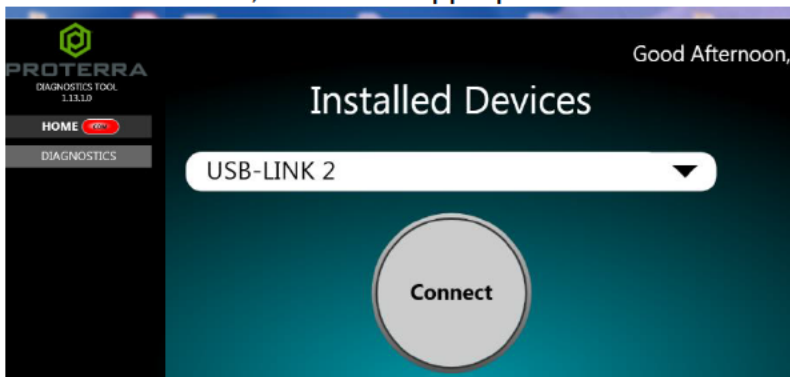 PROTERRA
DIAGNOSTICS TOOL
1.13.1.0
HOME
DIAGNOSTICS
Good Afternoon,
Installed Devices
USB-LINK 2
Connect